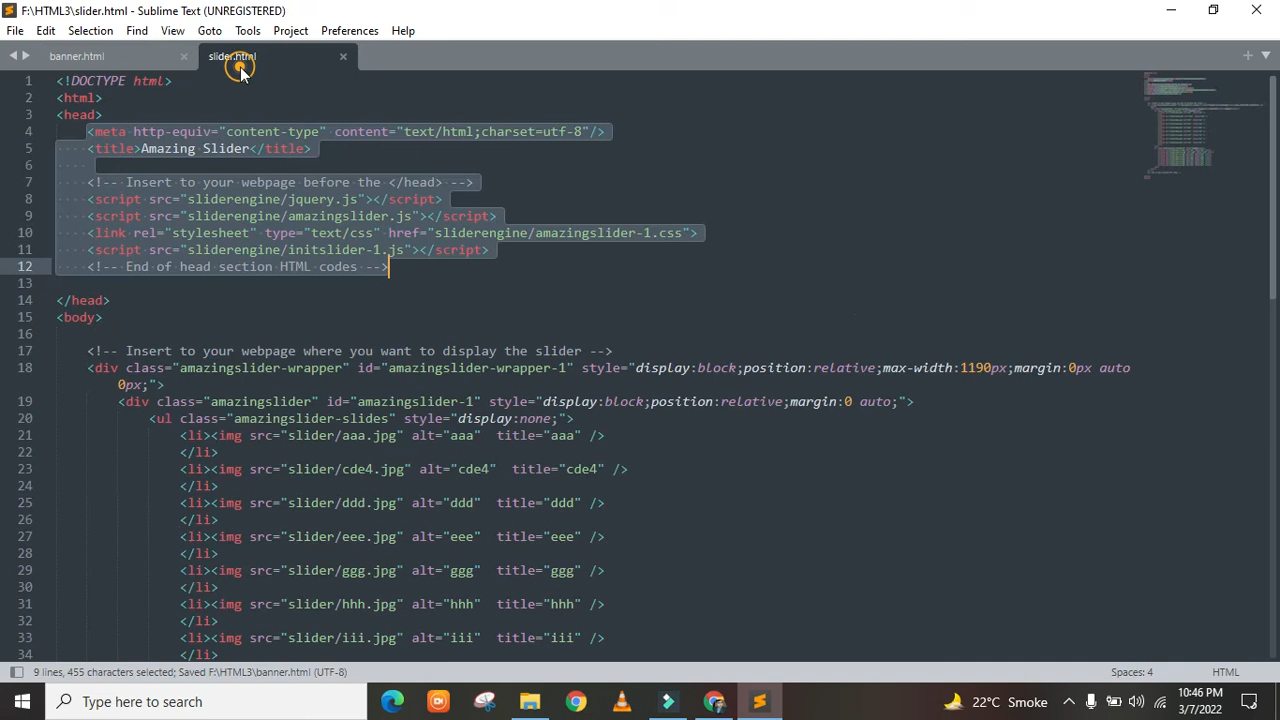 F:\HTML3\slider.html - Sublime Text (UNREGISTERED)
File Edit Selection Find View Goto Tools Project Preferences Help
banner.html slider.html
1 <!DOCTYPE html>
2 <html>
3 <head>
4 <meta http-equiv="content-type" content="text/html;charset=utf-8"/>
5 <title>Amazing Slider</title>
6
7 <!-- Insert to your webpage before the </head> -->
8 <script src="sliderengine/jquery.js"></script>
9 <script src="sliderengine/amazingslider.js"></script>
10 <link rel="stylesheet" type="text/css" href="sliderengine/amazingslider-1.css">
11 <script src="sliderengine/initslider-1.js"></script>
12 <!-- End of head section HTML codes -->
13
14 </head>
15 <body>
16
17 <!-- Insert to your webpage where you want to display the slider -->
18 <div class="amazingslider-wrapper" id="amazingslider-wrapper-1" style="display:block;position:relative;max-width:1190px;margin:0px auto
0px;">
19 <div class="amazingslider" id="amazingslider-1" style="display:block;position:relative;margin:0 auto;">
20 <ul class="amazingslider-slides" style="display:none;">
21 <li><img src="slider/aaa.jpg" alt="aaa"  title="aaa" />
22 </li>
23 <li><img src="slider/cde4.jpg" alt="cde4"  title="cde4" />
24 </li>
25 <li><img src="slider/ddd.jpg" alt="ddd"  title="ddd" />
26 </li>
27 <li><img src="slider/eee.jpg" alt="eee"  title="eee" />
28 </li>
29 <li><img src="slider/ggg.jpg" alt="ggg"  title="ggg" />
30 </li>
31 <li><img src="slider/hhh.jpg" alt="hhh"  title="hhh" />
32 </li>
33 <li><img src="slider/iii.jpg" alt="iii"  title="iii" />
34 </li>
9 lines, 455 characters selected; Saved F:\HTML3\banner.html (UTF-8) Spaces: 4 HTML
Type here to search 22°C Smoke 10:46 PM
3/7/2022